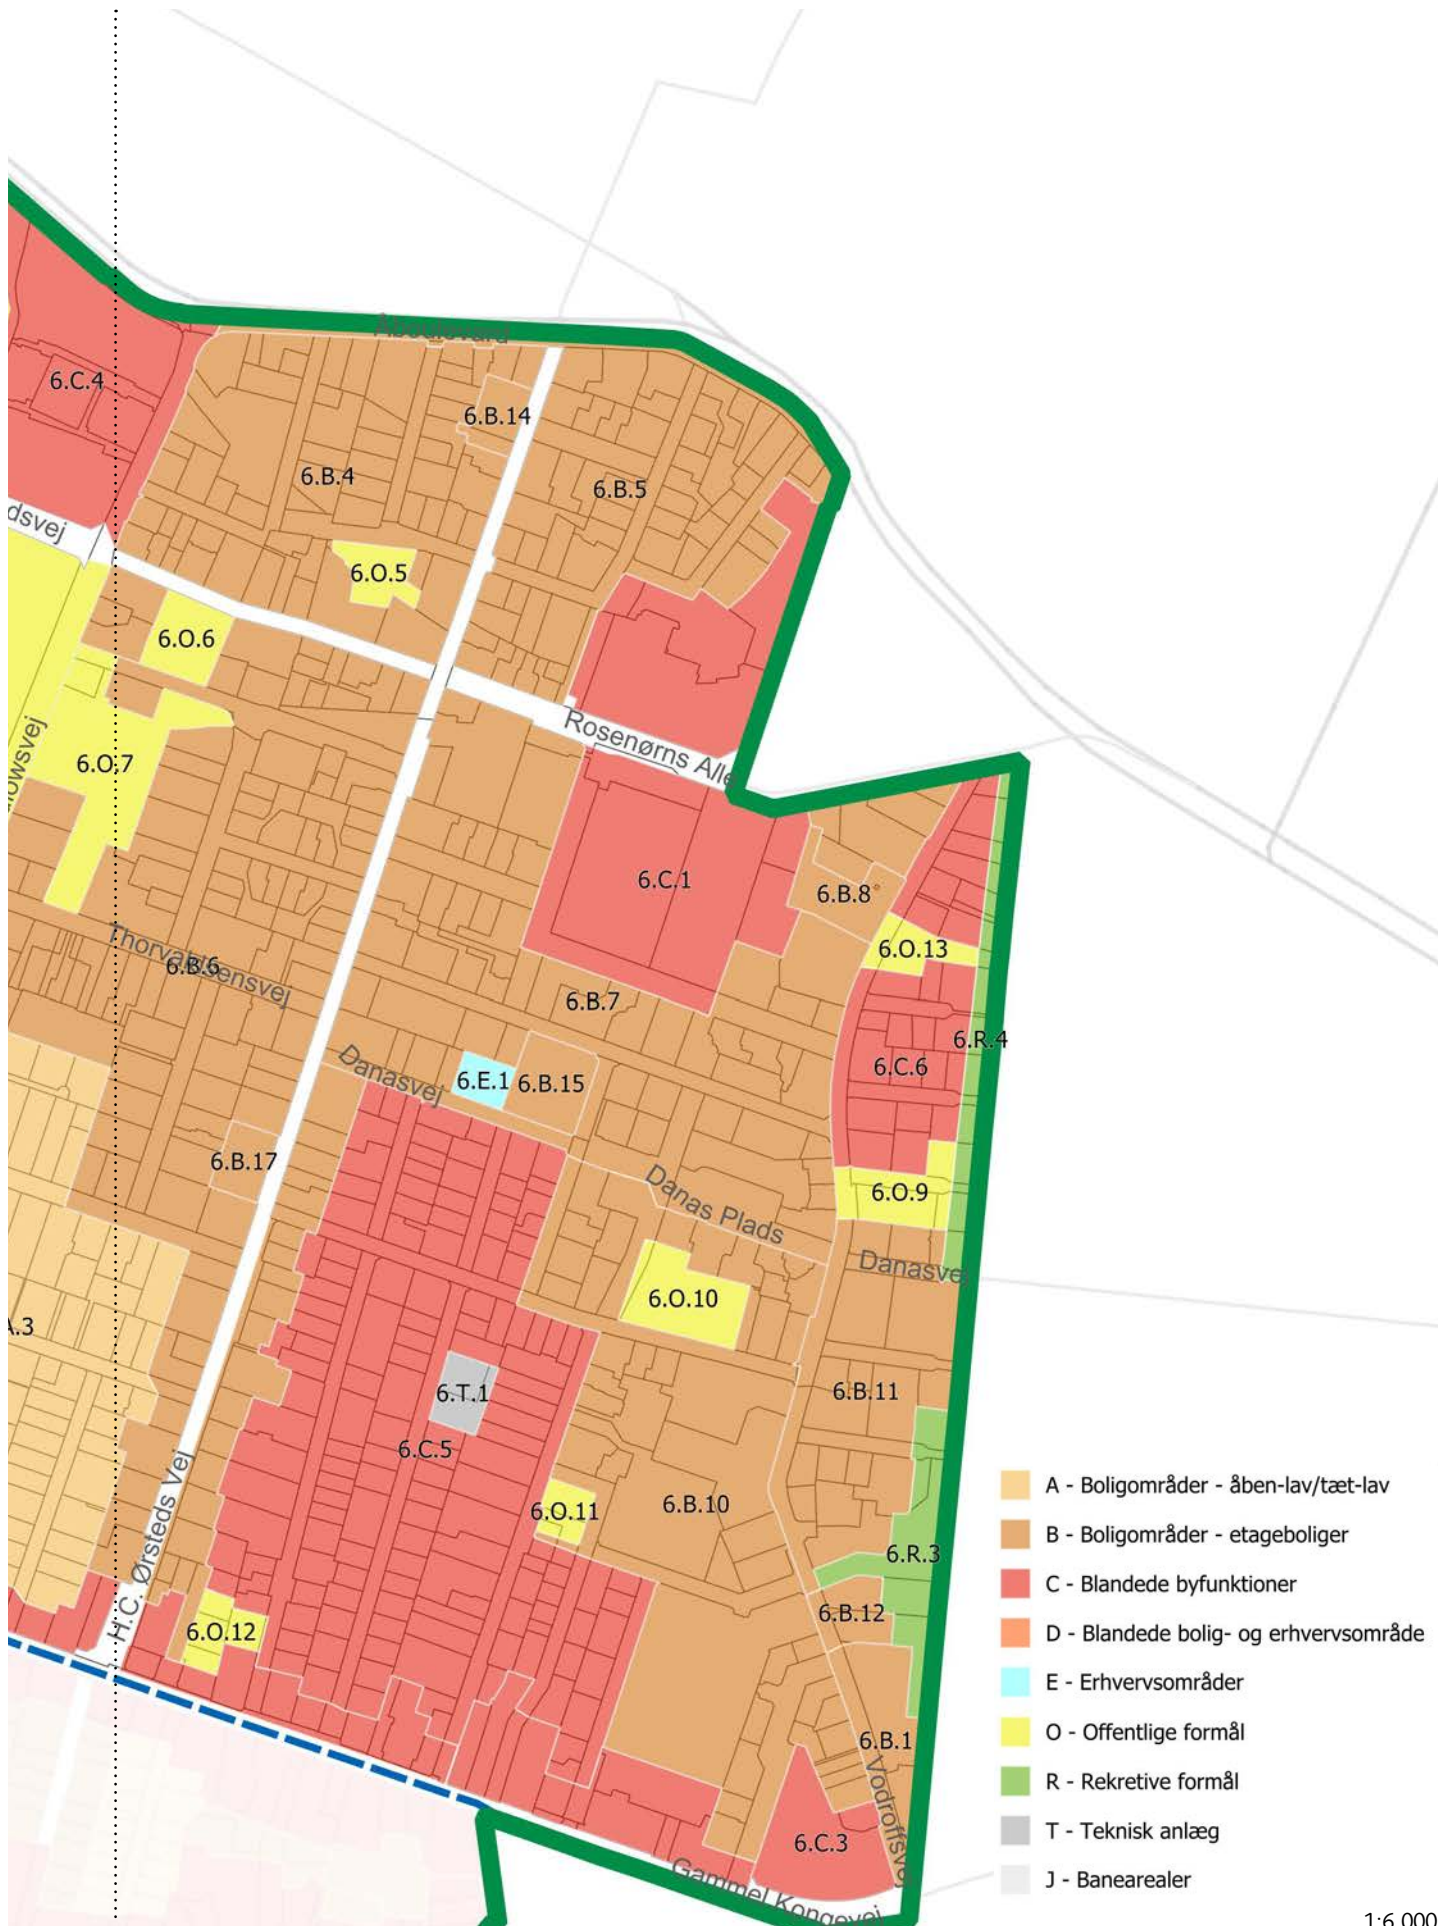 Åboulevard
6.C.4
6.B.14
6.B.4
6.B.5
dsvej
6.O.5
6.O.6
Rosenørns Alle
6.O.7
lowsvej
6.C.1
6.B.8
6.O.13
Thorvaldsensvej
6.B.6
6.B.7
6.R.4
6.C.6
Danasvej
6.E.1
6.B.15
6.B.17
6.O.9
Danas Plads
Danasvej
6.O.10
A.3
6.T.1
6.B.11
6.C.5
6.B.10
6.O.11
6.R.3
H.C. Ørsteds Vej
6.O.12
6.B.12
6.B.1
Vodroffsvej
6.C.3
Gammel Kongevej
A - Boligområder - åben-lav/tæt-lav
B - Boligområder - etageboliger
C - Blandede byfunktioner
D - Blandede bolig- og erhvervsområde
E - Erhvervsområder
O - Offentlige formål
R - Rekretive formål
T - Teknisk anlæg
J - Banearealer
1:6.000